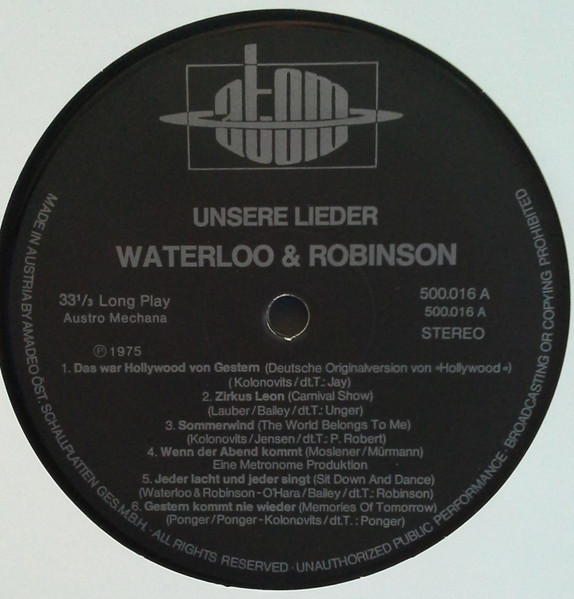 atom
UNSERE LIEDER
WATERLOO & ROBINSON
33¹/₃ Long Play
Austro Mechana
℗ 1975
500.016 A
500.016 A
STEREO
1. Das war Hollywood von Gestern (Deutsche Originalversion von »Hollywood«)
(Kolonovits/dt.T.: Jay)
2. Zirkus Leon (Carnival Show)
(Lauber/Bailey/dt.T.: Unger)
3. Sommerwind (The World Belongs To Me)
(Kolonovits/Jensen/dt.T.: P. Robert)
4. Wenn der Abend kommt (Moslener/Mürmann)
Eine Metronome Produktion
5. Jeder lacht und jeder singt (Sit Down And Dance)
(Waterloo & Robinson-O'Hara/Bailey/dt.T.: Robinson)
6. Gestern kommt nie wieder (Memories Of Tomorrow)
(Ponger/Ponger-Kolonovits/dt.T.: Ponger)
MADE IN AUSTRIA BY AMADEO ÖST. SCHALLPLATTEN GES.M.B.H. · ALL RIGHTS RESERVED · UNAUTHORIZED PUBLIC PERFORMANCE · BROADCASTING OR COPYING PROHIBITED